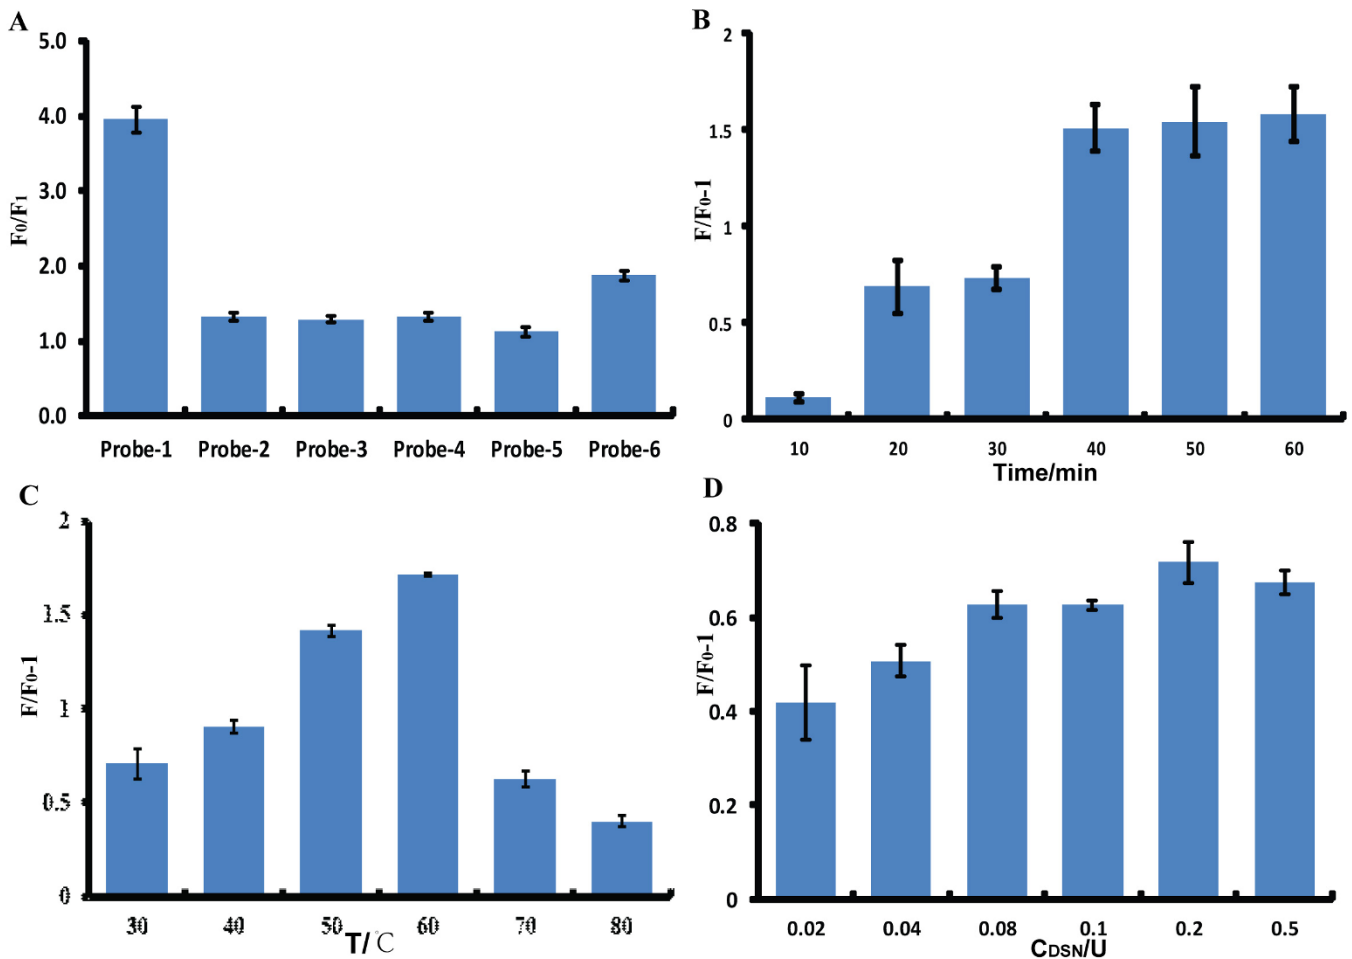 A
5.0
4.0
3.0
2.0
1.0
0.0
F0/F1
Probe-1 Probe-2 Probe-3 Probe-4 Probe-5 Probe-6
B
2
1.5
1
0.5
0
F/F0-1
10 20 30 40 50 60
Time/min
C
2
1.5
1
0.5
0
F/F0-1
30 40 50 60 70 80
T/℃
D
0.8
0.6
0.4
0.2
0
F/F0-1
0.02 0.04 0.08 0.1 0.2 0.5
CDSN/U